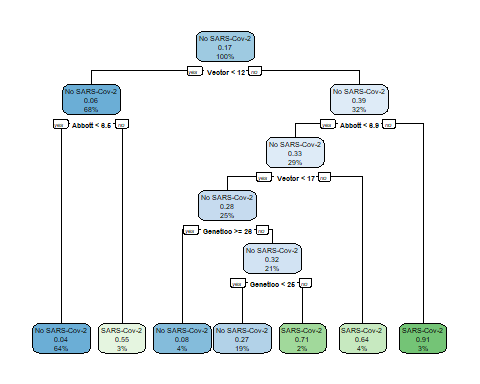 No SARS-Cov-2
0.17
100%
yes Vector < 12 no
No SARS-Cov-2
0.06
68%
No SARS-Cov-2
0.39
32%
yes Abbott < 6.5 no
yes Abbott < 6.9 no
No SARS-Cov-2
0.33
29%
yes Vector < 17 no
No SARS-Cov-2
0.28
25%
yes Genetico >= 26 no
No SARS-Cov-2
0.32
21%
yes Genetico < 25 no
No SARS-Cov-2
0.04
64%
SARS-Cov-2
0.55
3%
No SARS-Cov-2
0.08
4%
No SARS-Cov-2
0.27
19%
SARS-Cov-2
0.71
2%
SARS-Cov-2
0.64
4%
SARS-Cov-2
0.91
3%